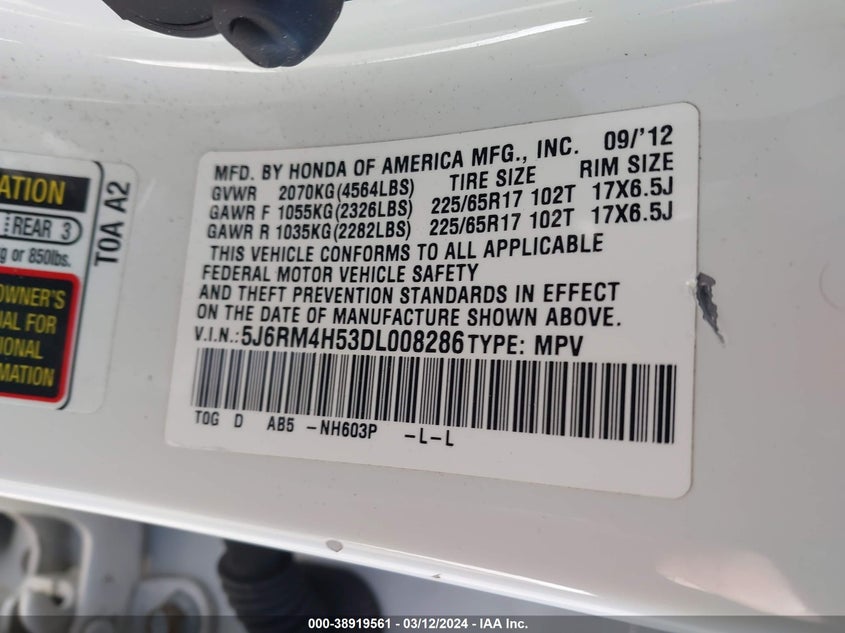 MFD. BY HONDA OF AMERICA MFG., INC. 09/'12
GVWR 2070KG(4564LBS) TIRE SIZE RIM SIZE
GAWR F 1055KG(2326LBS) 225/65R17 102T 17X6.5J
GAWR R 1035KG(2282LBS) 225/65R17 102T 17X6.5J
THIS VEHICLE CONFORMS TO ALL APPLICABLE
FEDERAL MOTOR VEHICLE SAFETY
AND THEFT PREVENTION STANDARDS IN EFFECT
ON THE DATE OF MANUFACTURE SHOWN ABOVE.
V.I.N.: 5J6RM4H53DL008286 TYPE: MPV
TOG D AB5 -NH603P -L-L
ATION
REAR 3
g or 850lbs.
OWNER'S
AL FOR
IONAL
MATION
TOA A2
000-38919561 - 03/12/2024 - IAA Inc.